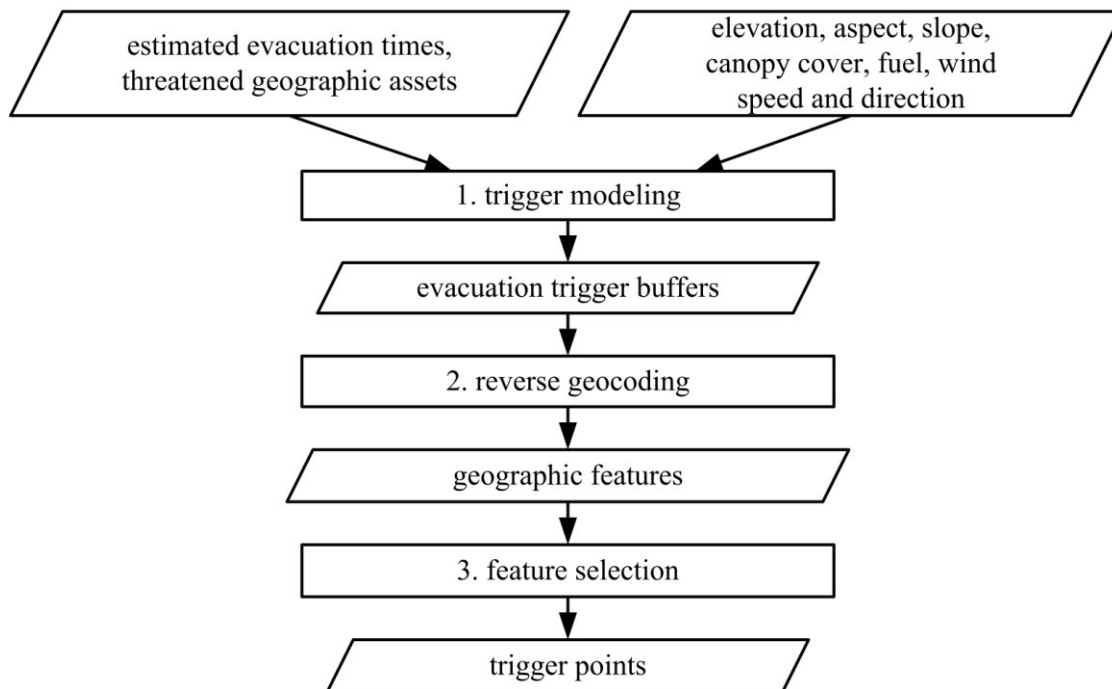 estimated evacuation times,
threatened geographic assets
elevation, aspect, slope,
canopy cover, fuel, wind
speed and direction
1. trigger modeling
evacuation trigger buffers
2. reverse geocoding
geographic features
3. feature selection
trigger points